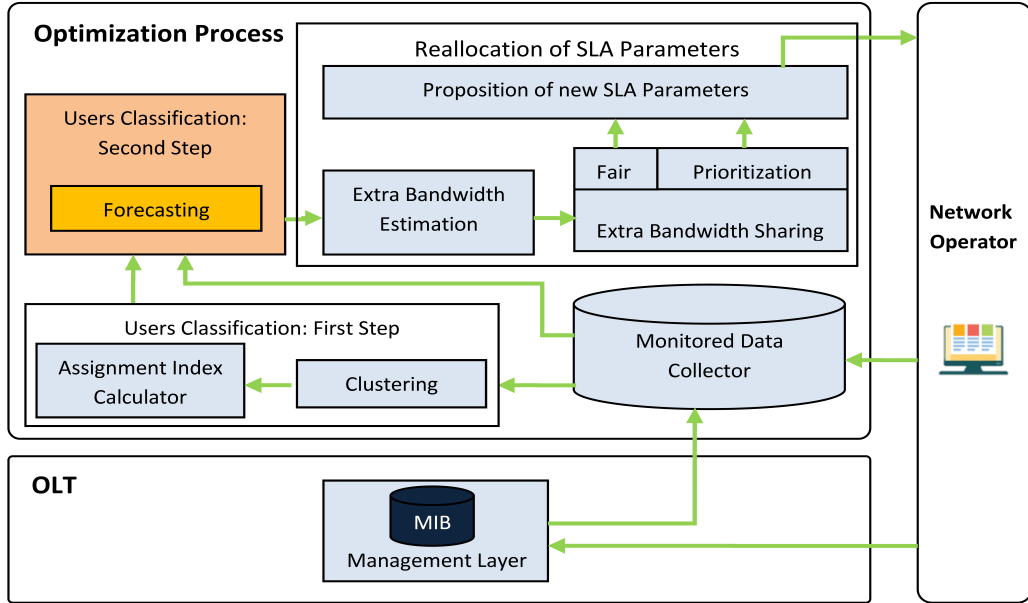 Optimization Process
Reallocation of SLA Parameters
Proposition of new SLA Parameters
Users Classification:
Second Step
Forecasting
Extra Bandwidth
Estimation
Fair
Prioritization
Extra Bandwidth Sharing
Network
Operator
Users Classification: First Step
Assignment Index
Calculator
Clustering
Monitored Data
Collector
OLT
MIB
Management Layer